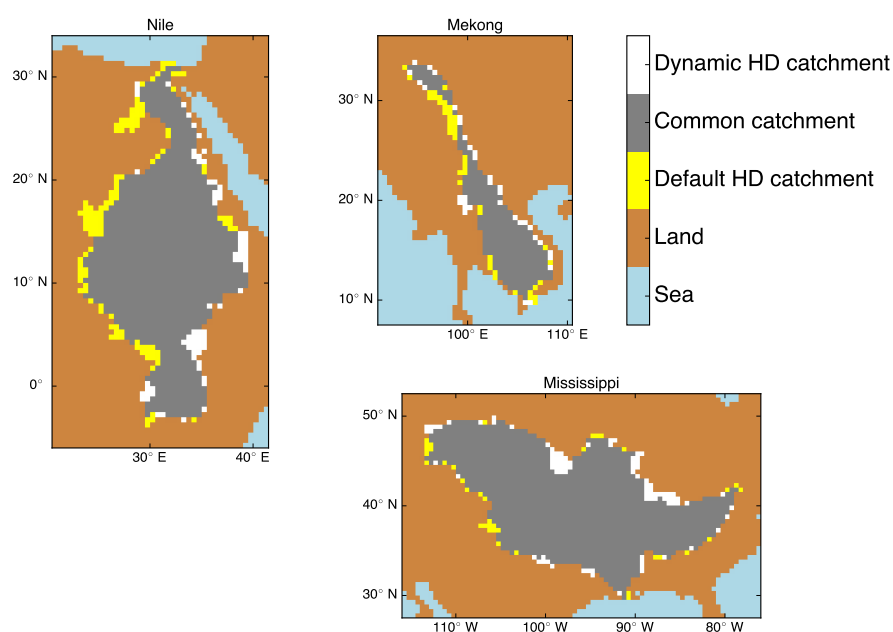 Nile
30° N
20° N
10° N
0°
30° E
40° E
Mekong
30° N
20° N
10° N
100° E
110° E
Dynamic HD catchment
Common catchment
Default HD catchment
Land
Sea
Mississippi
50° N
40° N
30° N
110° W
100° W
90° W
80° W